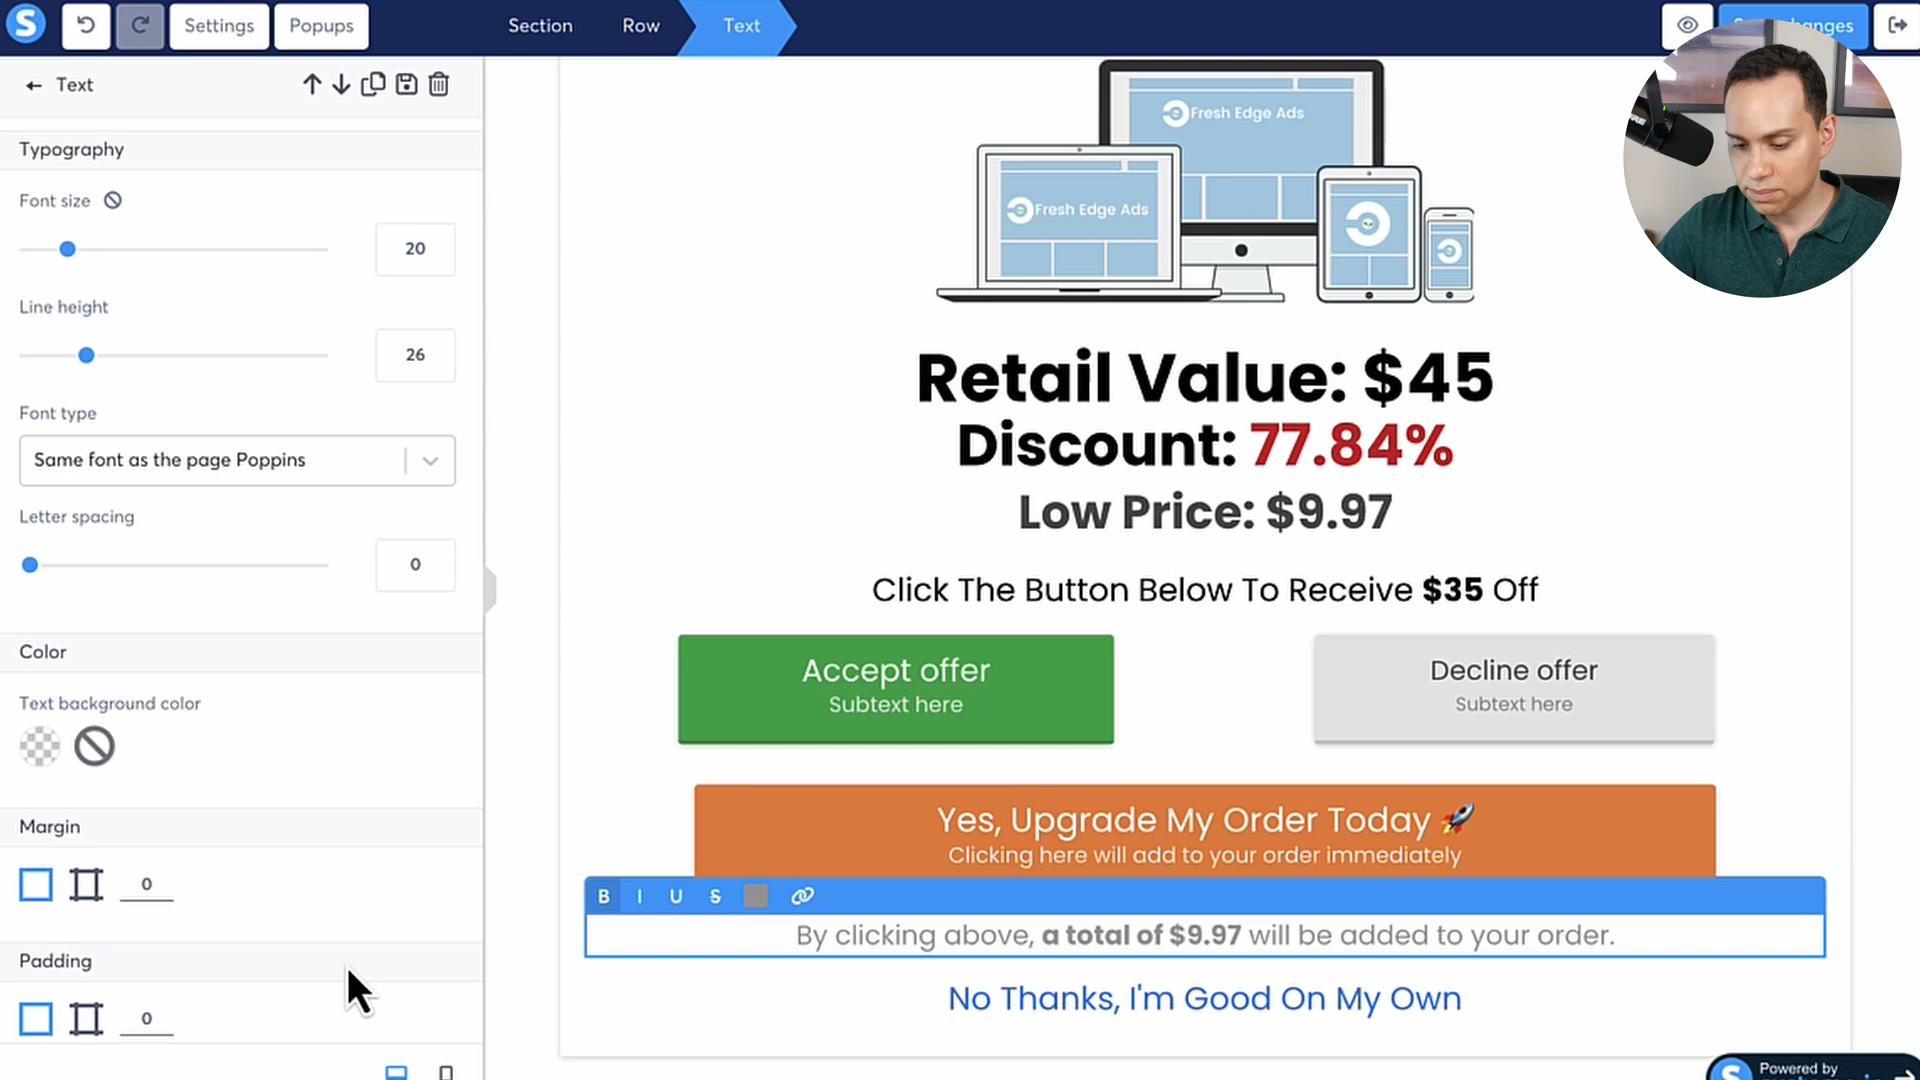 S
Settings
Popups
Section
Row
Text
Text
Typography
Font size
20
Line height
26
Font type
Same font as the page Poppins
Letter spacing
0
Color
Text background color
Margin
0
Padding
0
Fresh Edge Ads
Fresh Edge Ads
Retail Value: $45
Discount: 77.84%
Low Price: $9.97
Click The Button Below To Receive $35 Off
Accept offer
Subtext here
Decline offer
Subtext here
Yes, Upgrade My Order Today 🚀
Clicking here will add to your order immediately
B I U S
By clicking above, a total of $9.97 will be added to your order.
No Thanks, I'm Good On My Own
Powered by